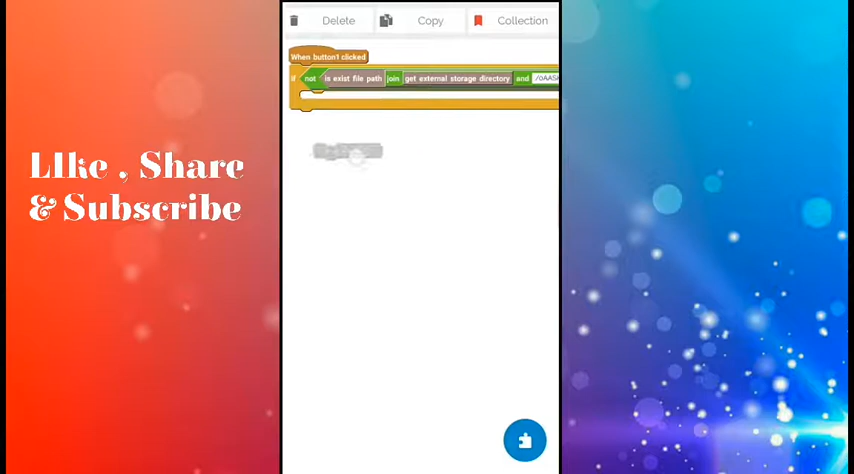 Delete
Copy
Collection
When button1 clicked
LIke , Share
& Subscribe
if not is exist file path join get external storage directory and